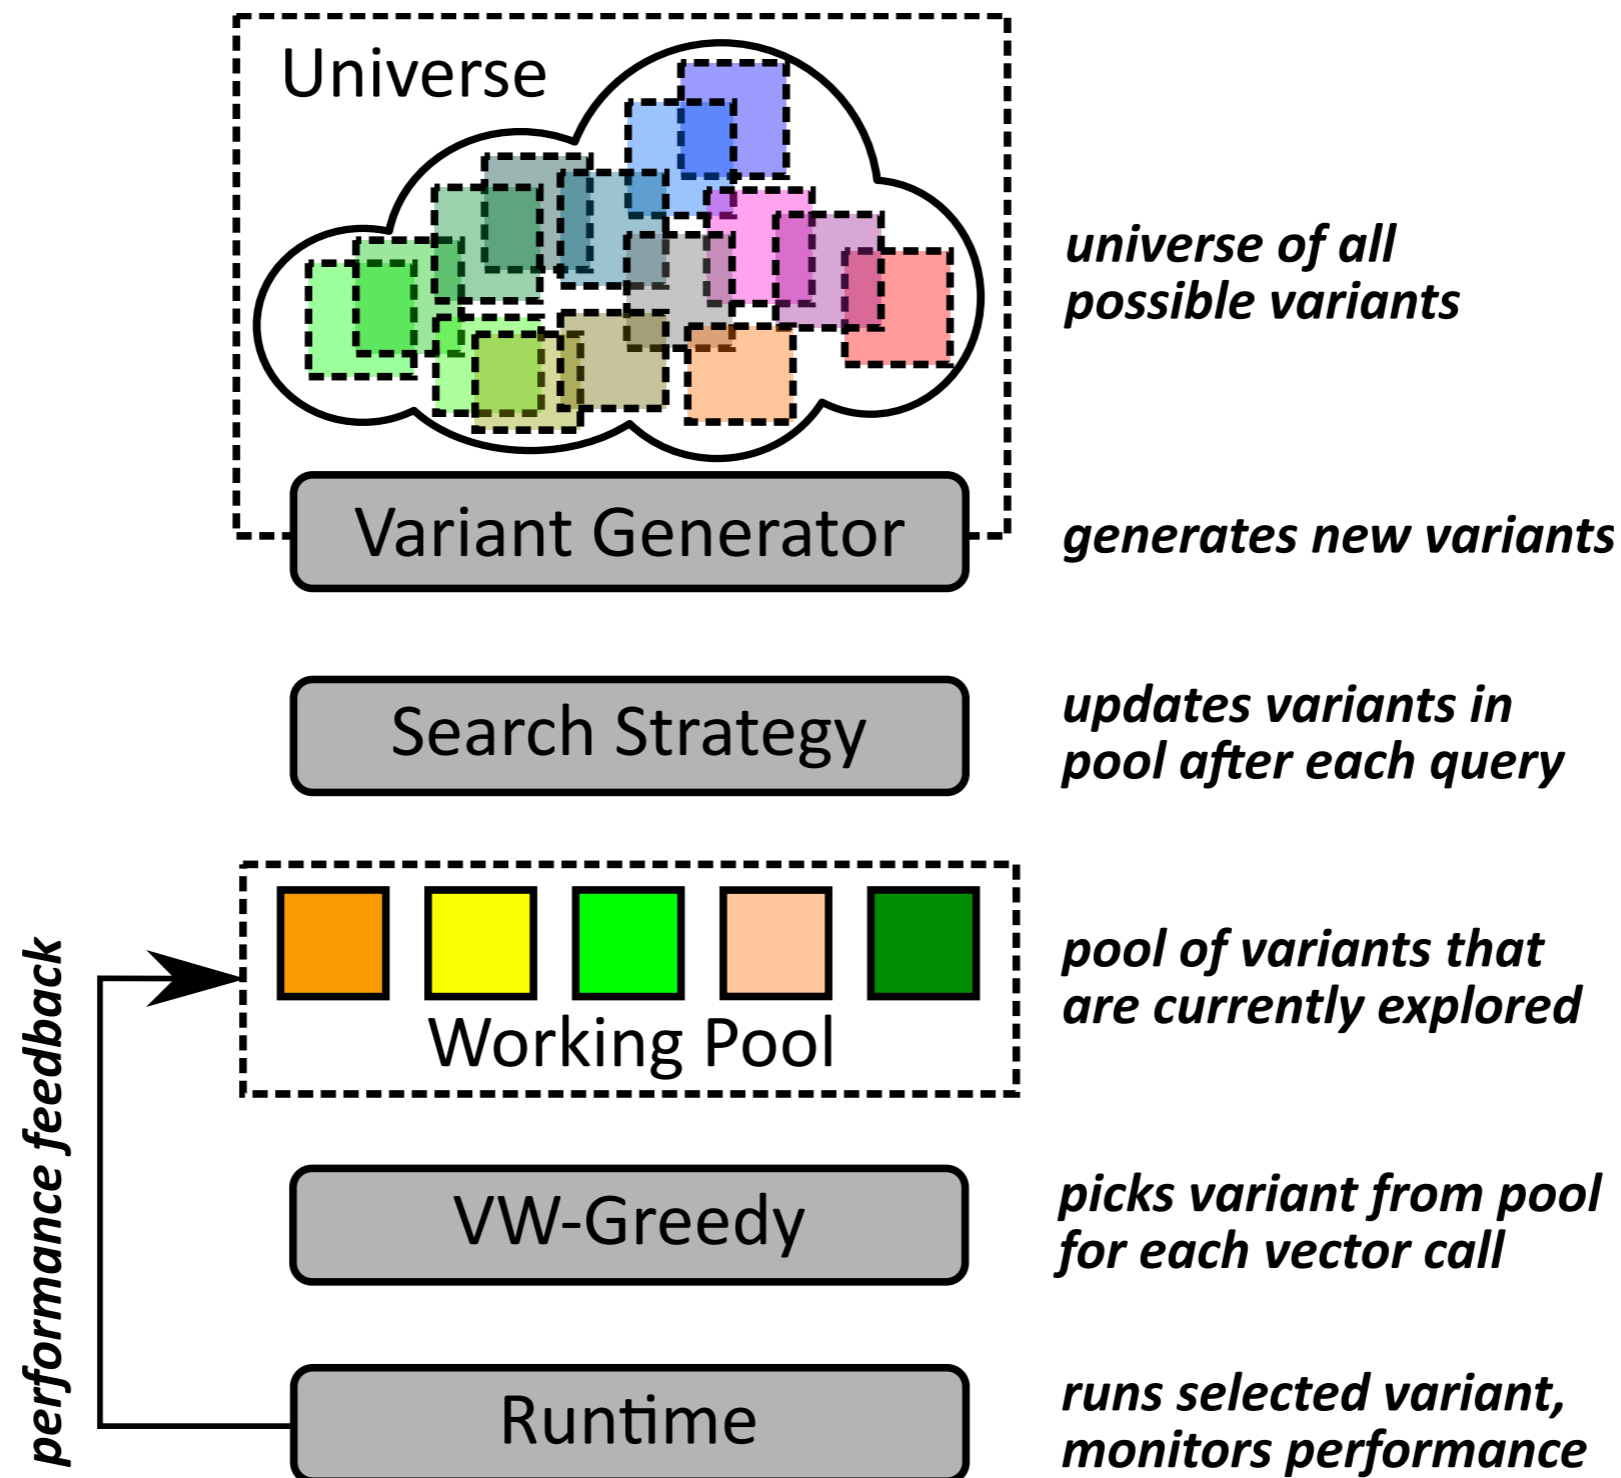 Universe
universe of all
possible variants
Variant Generator
generates new variants
Search Strategy
updates variants in
pool after each query
Working Pool
pool of variants that
are currently explored
performance feedback
VW-Greedy
picks variant from pool
for each vector call
Runtime
runs selected variant,
monitors performance